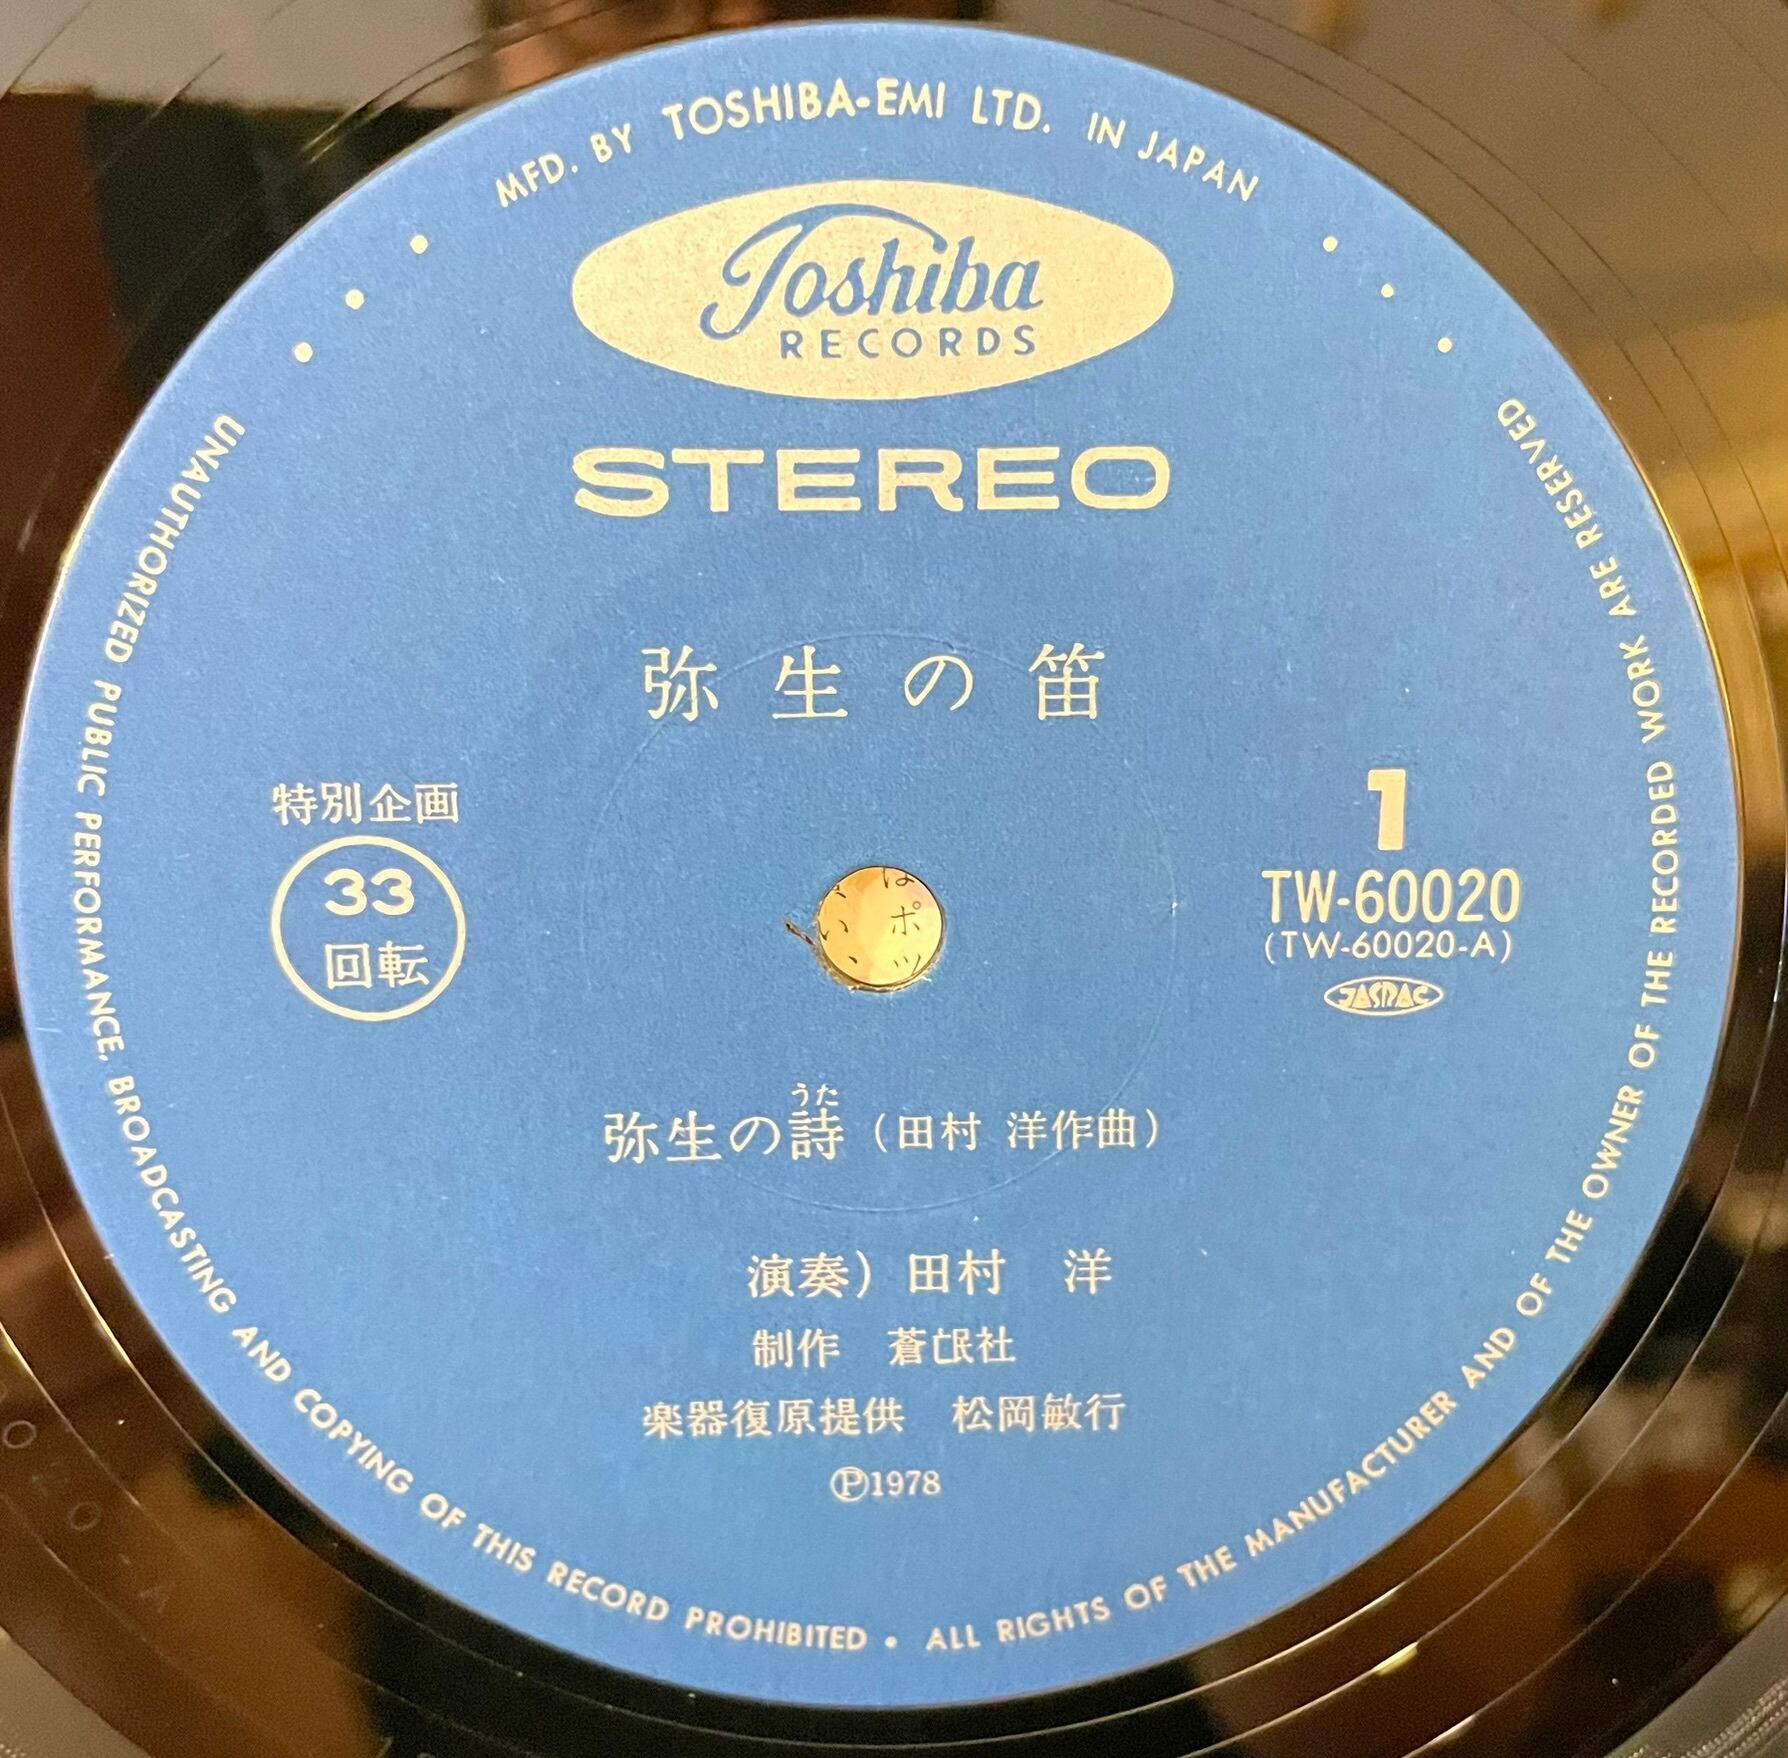 MFD. BY TOSHIBA-EMI LTD. IN JAPAN
Toshiba
RECORDS
STEREO
弥生の笛
特別企画
33
回転
1
TW-60020
(TW-60020-A)
JASRAC
は
ポ
い
ツ
うた
弥生の詩（田村 洋作曲）
演奏）田村 洋
制作 蒼氓社
楽器復原提供 松岡敏行
Ⓟ1978
UNAUTHORIZED PUBLIC PERFORMANCE, BROADCASTING AND COPYING OF THIS RECORD PROHIBITED • ALL RIGHTS OF THE MANUFACTURER AND OF THE OWNER OF THE RECORDED WORK ARE RESERVED